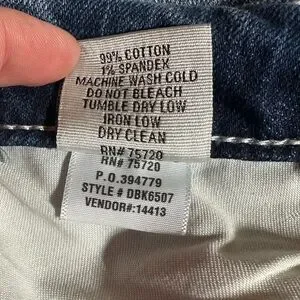 99% COTTON
1% SPANDEX
MACHINE WASH COLD
DO NOT BLEACH
TUMBLE DRY LOW
IRON LOW
DRY CLEAN
RN# 75720
RN# 75720
P.O.394779
STYLE # DBK6507
VENDOR#:14413